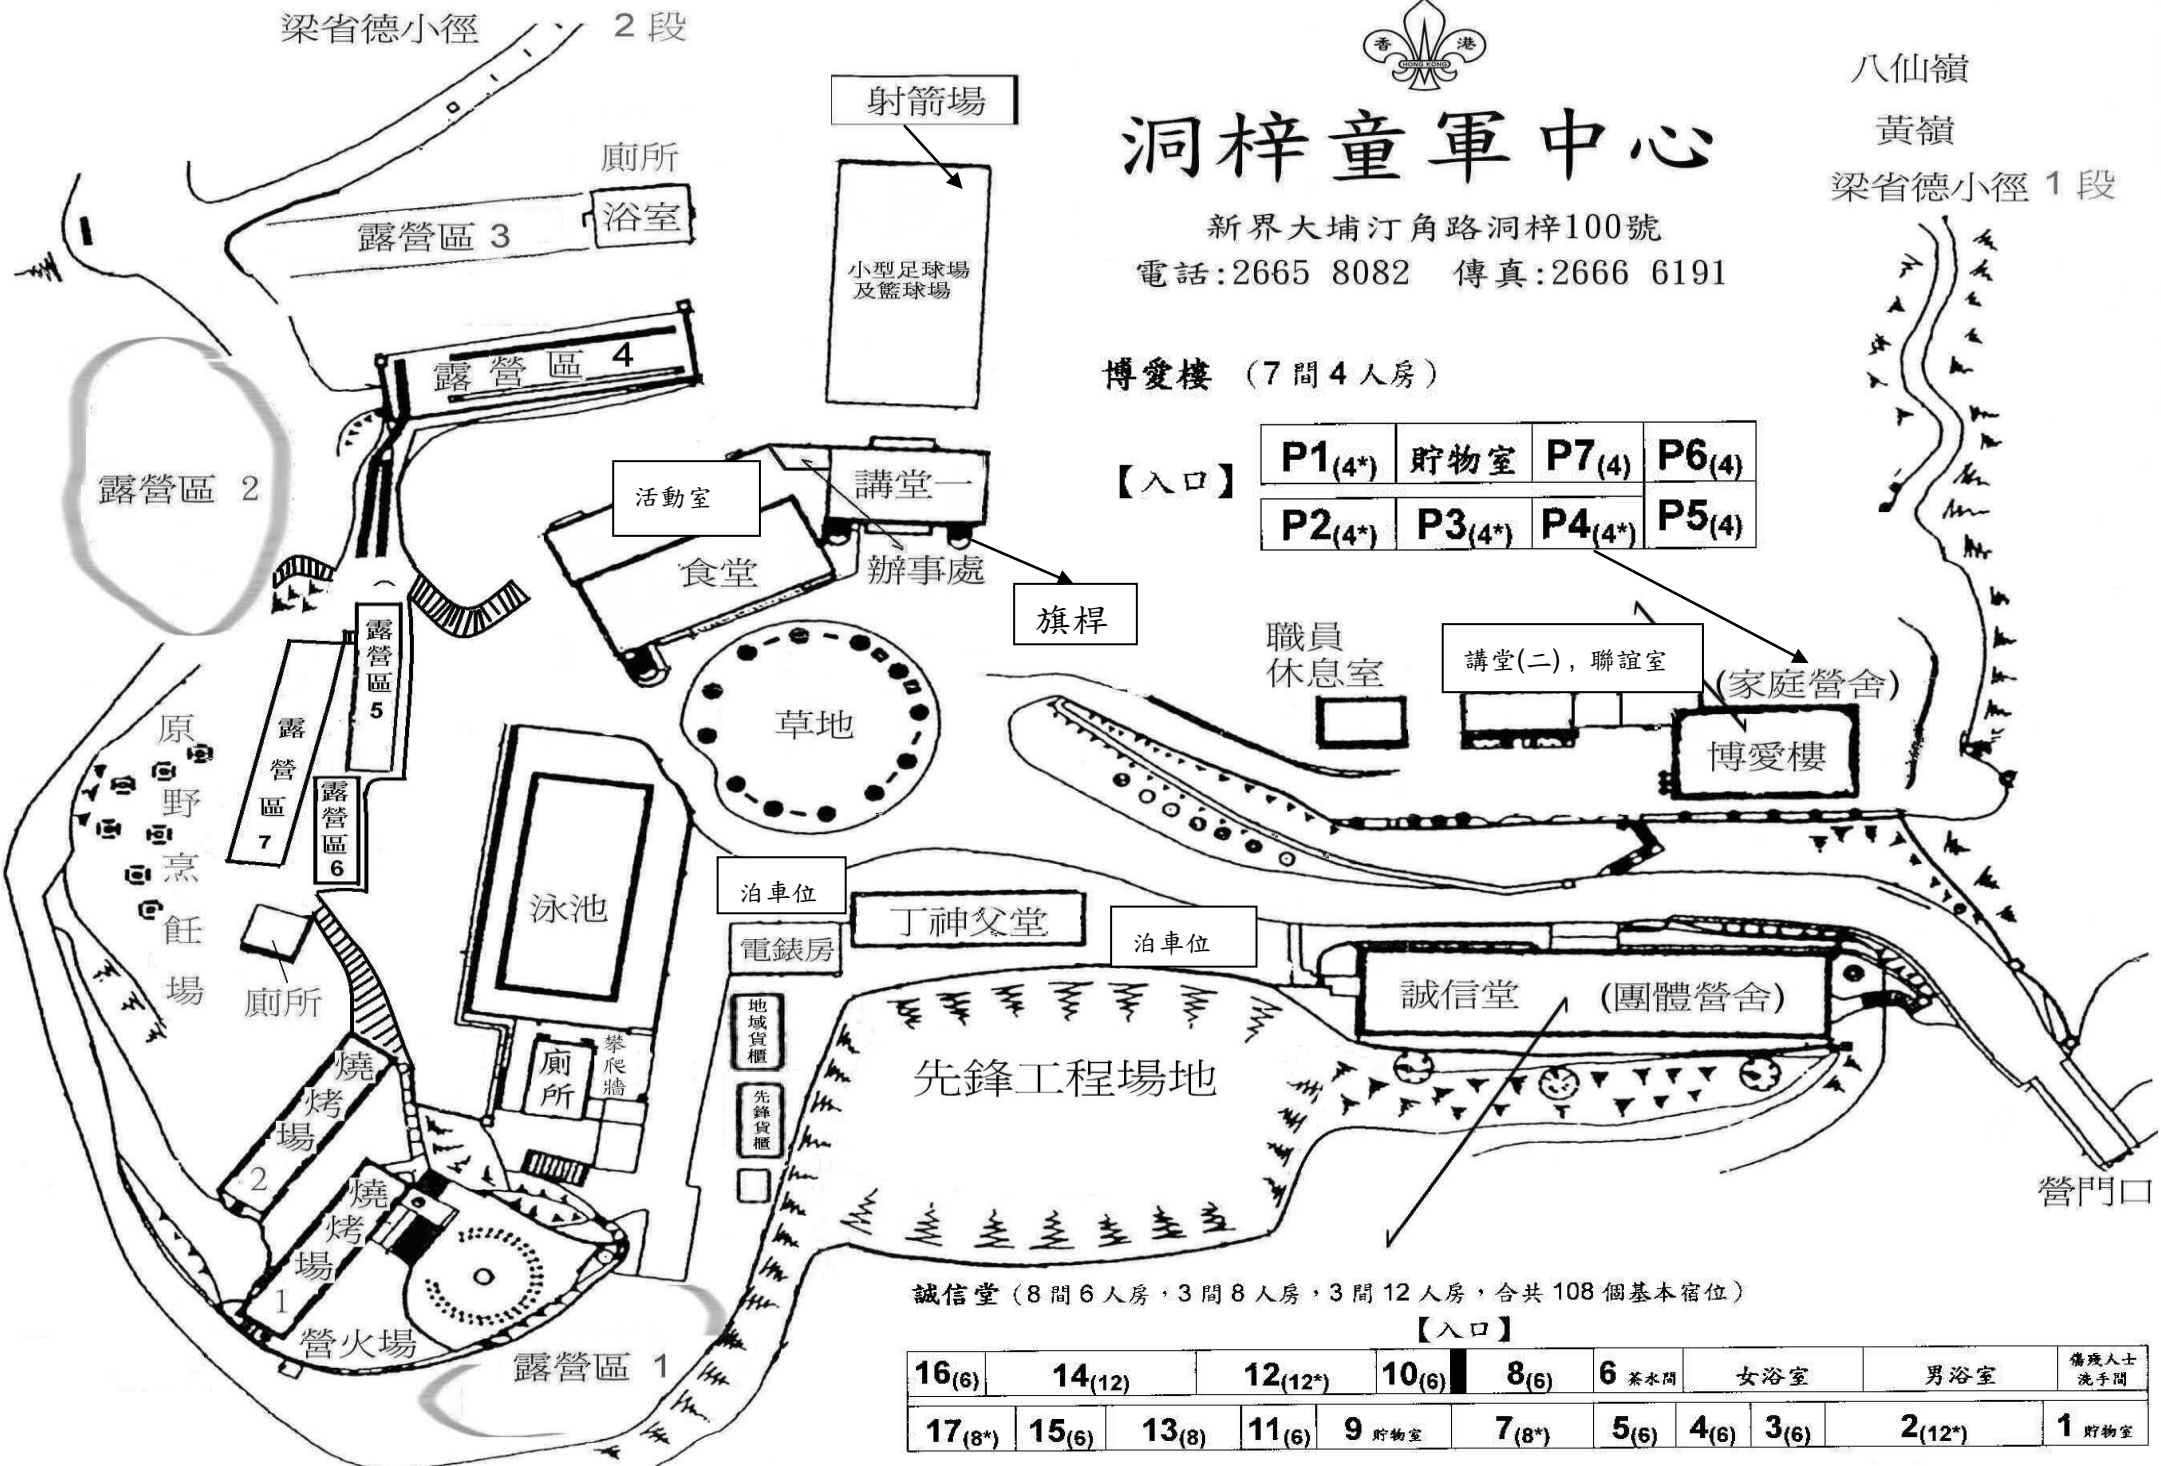 梁省德小徑 2 段
香 港
HONG KONG
洞梓童軍中心
新界大埔汀角路洞梓100號
電話:2665 8082 傳真:2666 6191
八仙嶺
黃嶺
梁省德小徑 1 段
射箭場
廁所
浴室
露營區 3
小型足球場
及籃球場
露營區 4
露營區 2
博愛樓 （7 間 4 人房）
【入口】
P1(4*) 貯物室 P7(4) P6(4)
P2(4*) P3(4*) P4(4*) P5(4)
活動室
講堂一
食堂
辦事處
旗桿
職員
休息室
講堂(二) , 聯誼室
(家庭營舍)
博愛樓
露營區 5
露營區 7
露營區 6
草地
原野烹飪場
泳池
泊車位
丁神父堂
泊車位
電錶房
誠信堂 (團體營舍)
廁所
地域貨櫃
先鋒工程場地
廁所
攀爬牆
先鋒貨櫃
燒烤場 2
燒烤場 1
營門口
營火場
露營區 1
誠信堂（8 間 6 人房，3 間 8 人房，3 間 12 人房，合共 108 個基本宿位）
【入口】
16(6) 14(12) 12(12*) 10(6) 8(6) 6 茶水間 女浴室 男浴室 傷殘人士
洗手間
17(8*) 15(6) 13(8) 11(6) 9 貯物室 7(8*) 5(6) 4(6) 3(6) 2(12*) 1 貯物室